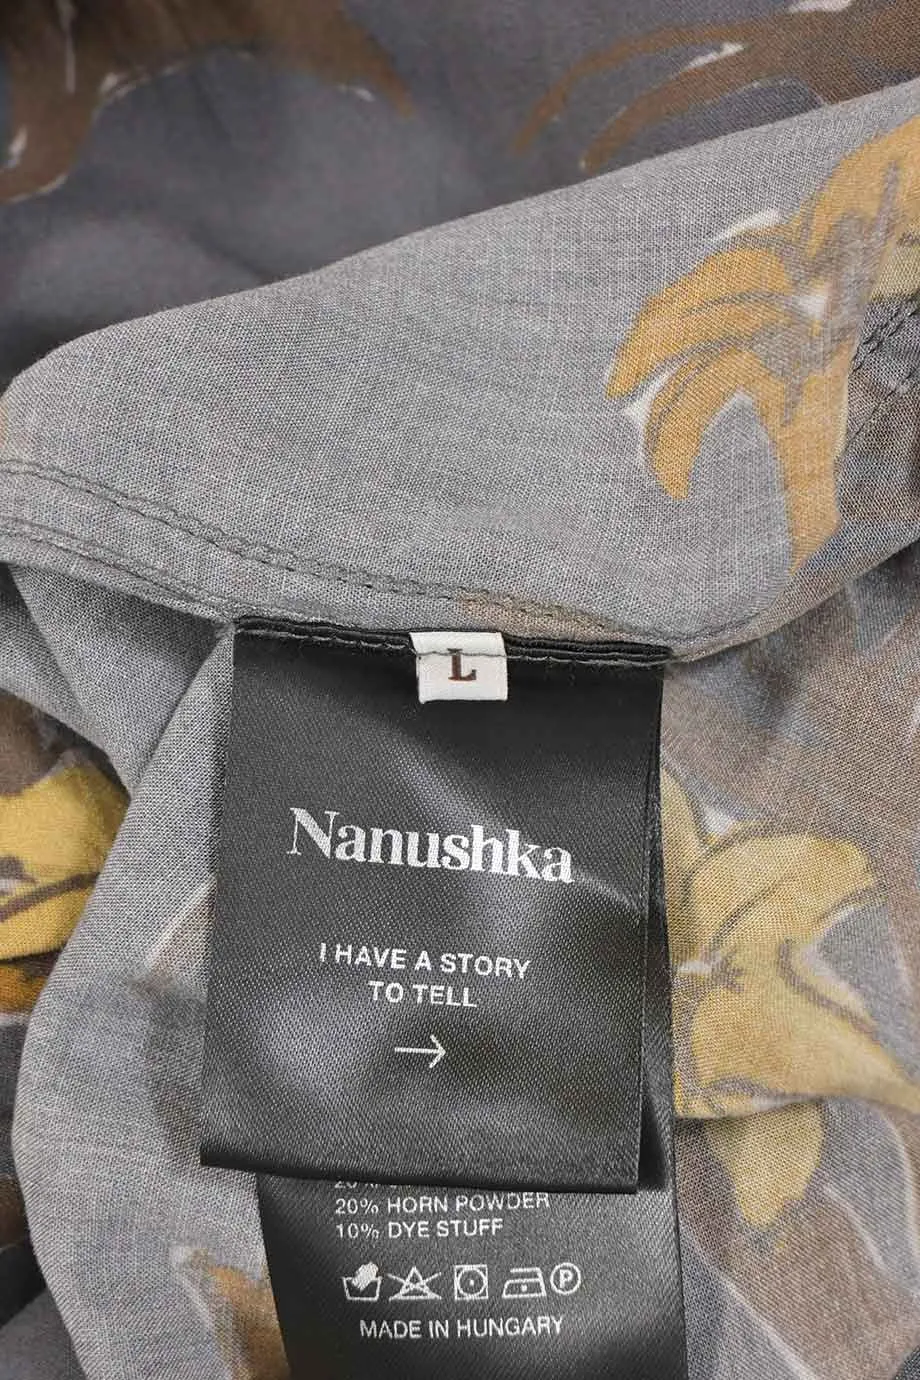 L
Nanushka
I HAVE A STORY
TO TELL
→
20% HORN POWDER
10% DYE STUFF
P
MADE IN HUNGARY